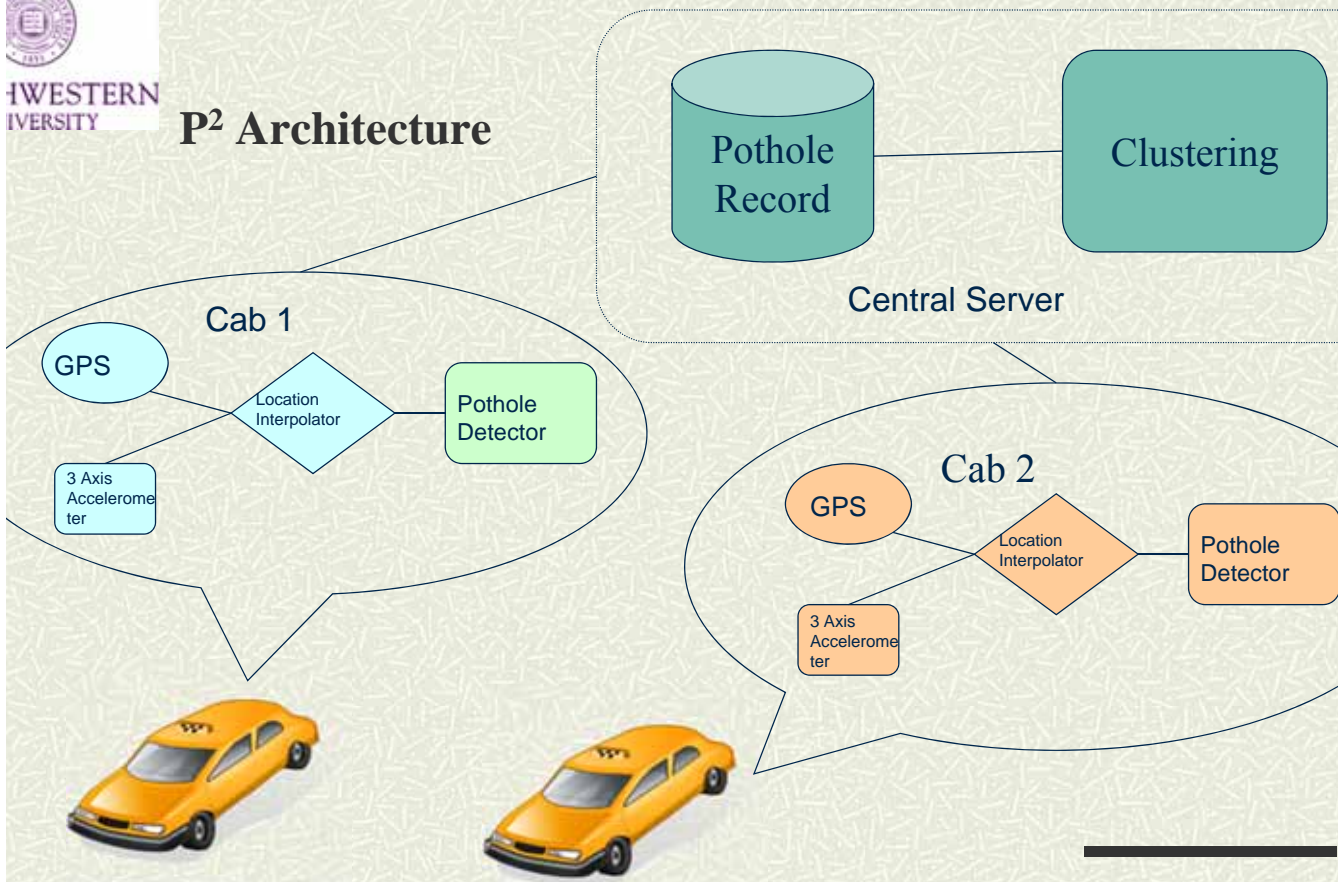 HWESTERN
IVERSITY
P² Architecture
Pothole
Record
Clustering
Central Server
Cab 1
GPS
Location
Interpolator
Pothole
Detector
3 Axis
Accelerome
ter
Cab 2
GPS
Location
Interpolator
Pothole
Detector
3 Axis
Accelerome
ter